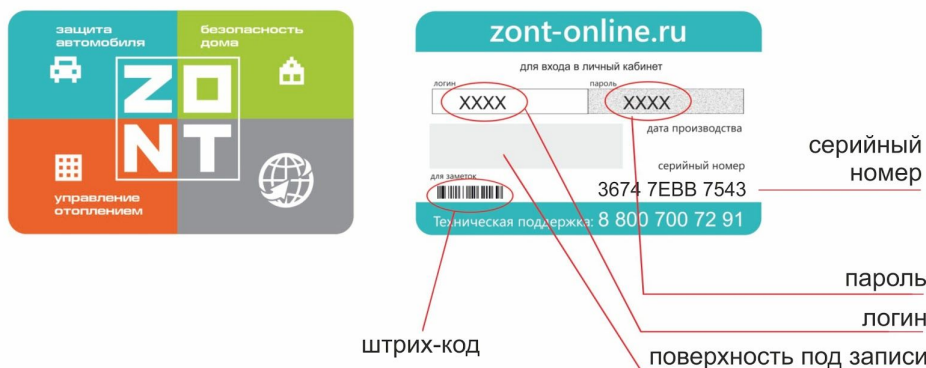 защита
автомобиля
безопасность
дома
ZO
NT
управление
отоплением
zont-online.ru
для входа в личный кабинет
логин
пароль
XXXX
XXXX
дата производства
серийный номер
для заметок
3674 7EBB 7543
Техническая поддержка: 8 800 700 72 91
серийный
номер
пароль
логин
штрих-код
поверхность под записи